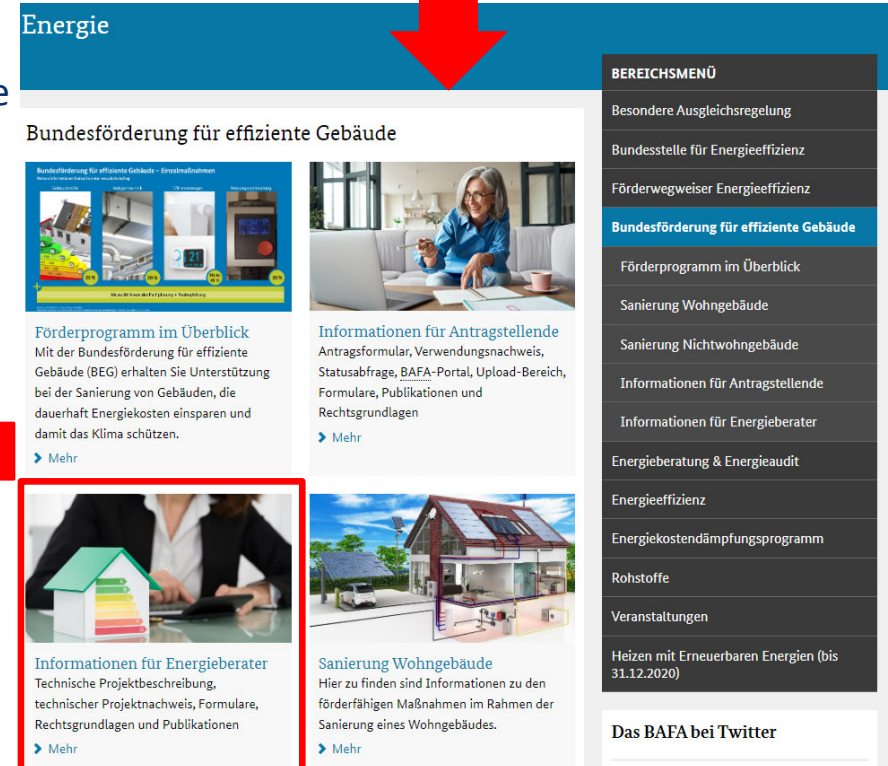 Energie
e
Bundesförderung für effiziente Gebäude
Bundesförderung für effiziente Gebäude – Einzelmaßnahmen
Förderprogramm im Überblick
Mit der Bundesförderung für effiziente
Gebäude (BEG) erhalten Sie Unterstützung
bei der Sanierung von Gebäuden, die
dauerhaft Energiekosten einsparen und
damit das Klima schützen.
Mehr
Informationen für Antragstellende
Antragsformular, Verwendungsnachweis,
Statusabfrage, BAFA-Portal, Upload-Bereich,
Formulare, Publikationen und
Rechtsgrundlagen
Mehr
Informationen für Energieberater
Technische Projektbeschreibung,
technischer Projektnachweis, Formulare,
Rechtsgrundlagen und Publikationen
Mehr
Sanierung Wohngebäude
Hier zu finden sind Informationen zu den
förderfähigen Maßnahmen im Rahmen der
Sanierung eines Wohngebäudes.
Mehr
BEREICHSMENÜ
Besondere Ausgleichsregelung
Bundesstelle für Energieeffizienz
Förderwegweiser Energieeffizienz
Bundesförderung für effiziente Gebäude
Förderprogramm im Überblick
Sanierung Wohngebäude
Sanierung Nichtwohngebäude
Informationen für Antragstellende
Informationen für Energieberater
Energieberatung & Energieaudit
Energieeffizienz
Energiekostendämpfungsprogramm
Rohstoffe
Veranstaltungen
Heizen mit Erneuerbaren Energien (bis
31.12.2020)
Das BAFA bei Twitter